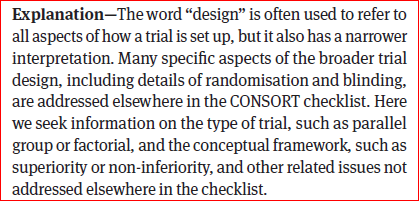 Explanation—The word “design” is often used to refer to
all aspects of how a trial is set up, but it also has a narrower
interpretation. Many specific aspects of the broader trial
design, including details of randomisation and blinding,
are addressed elsewhere in the CONSORT checklist. Here
we seek information on the type of trial, such as parallel
group or factorial, and the conceptual framework, such as
superiority or non-inferiority, and other related issues not
addressed elsewhere in the checklist.